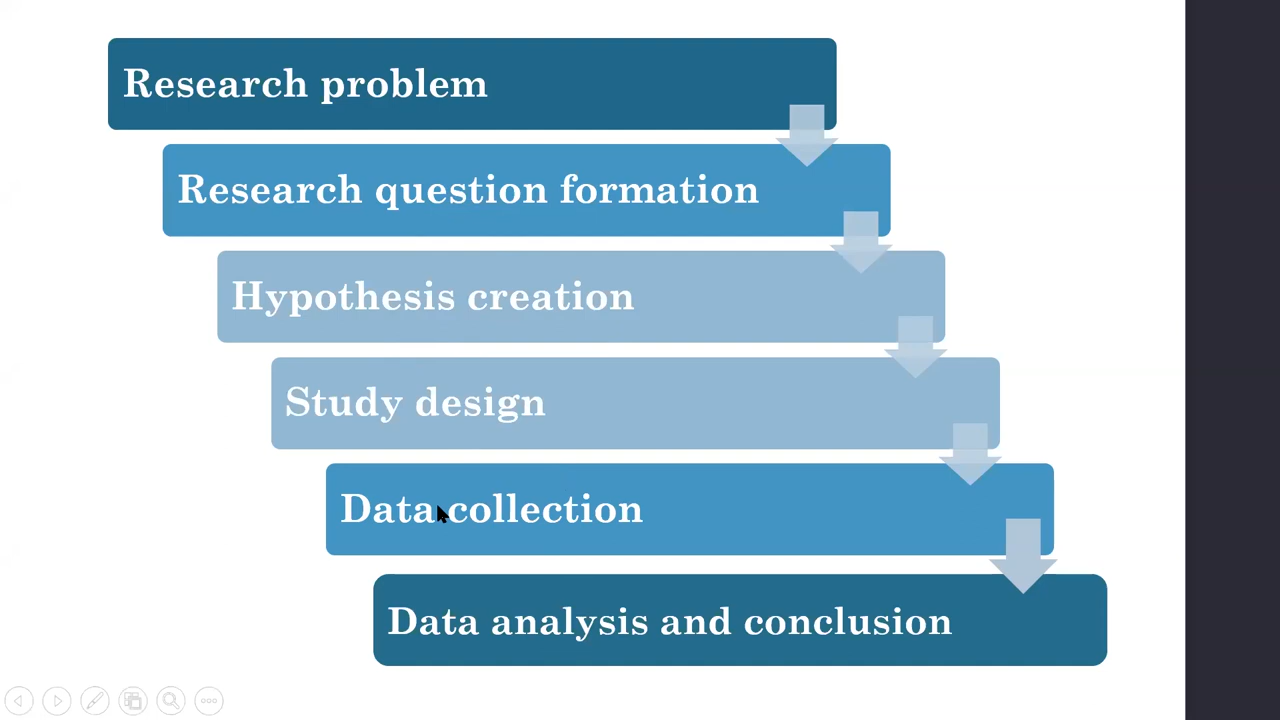 Research problem
Research question formation
Hypothesis creation
Study design
Data collection
Data analysis and conclusion